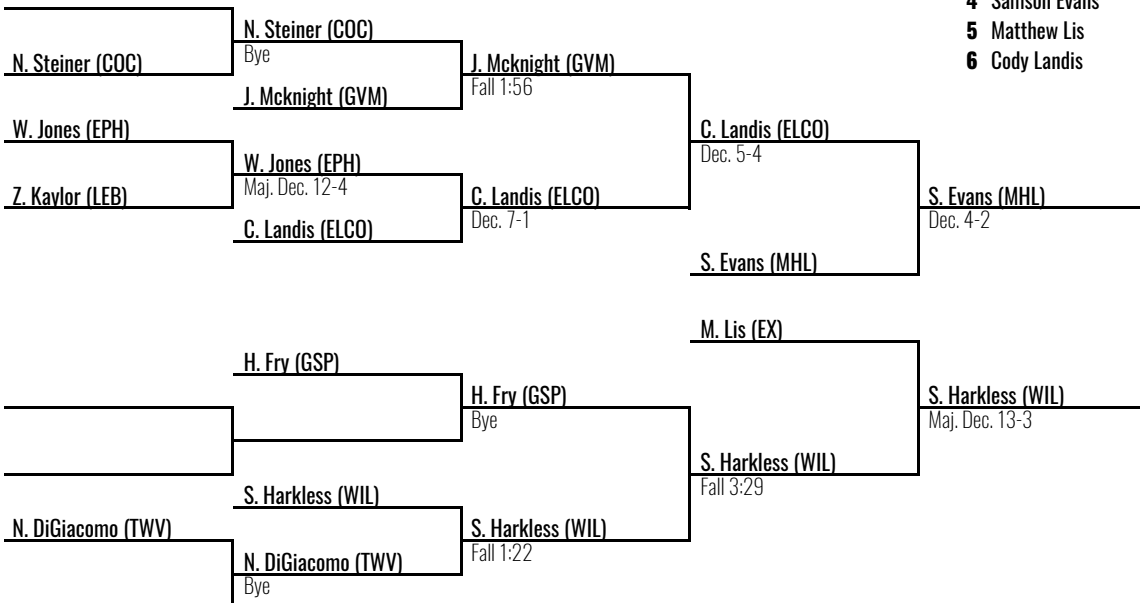 4 Samson Evans
N. Steiner (COC)
5 Matthew Lis
Bye
N. Steiner (COC)
J. Mcknight (GVM)
6 Cody Landis
Fall 1:56
J. Mcknight (GVM)
W. Jones (EPH)
C. Landis (ELCO)
Dec. 5-4
W. Jones (EPH)
Maj. Dec. 12-4
Z. Kaylor (LEB)
C. Landis (ELCO)
S. Evans (MHL)
Dec. 7-1
Dec. 4-2
C. Landis (ELCO)
S. Evans (MHL)
M. Lis (EX)
H. Fry (GSP)
H. Fry (GSP)
S. Harkless (WIL)
Bye
Maj. Dec. 13-3
S. Harkless (WIL)
Fall 3:29
S. Harkless (WIL)
N. DiGiacomo (TWV)
S. Harkless (WIL)
Fall 1:22
N. DiGiacomo (TWV)
Bye